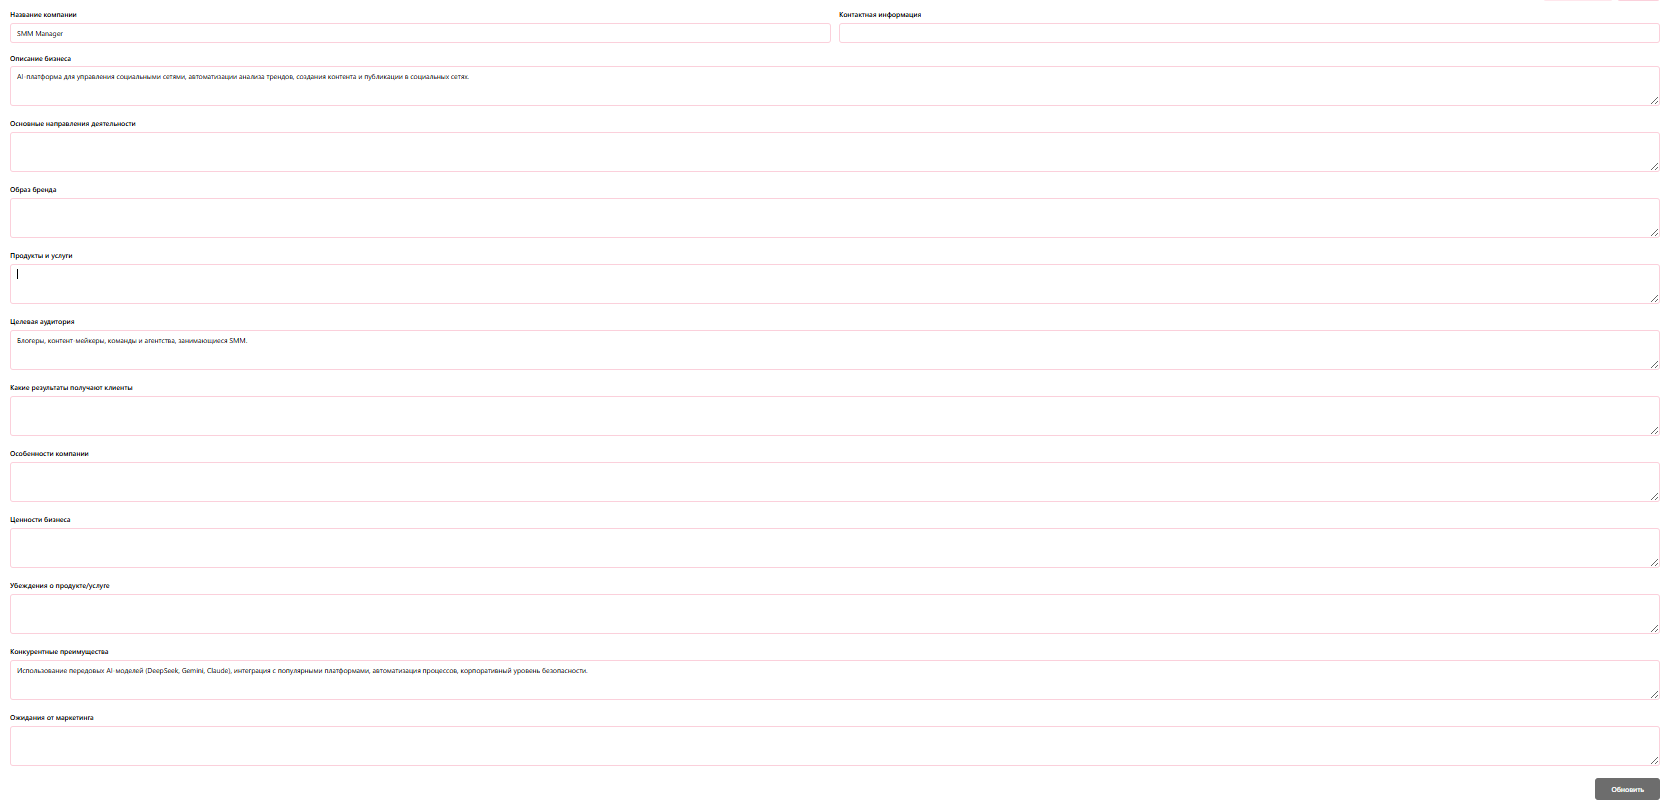 Название компании
Контактная информация
SMM Manager
Описание бизнеса
AI-платформа для управления социальными сетями, автоматизации анализа трендов, создания контента и публикации в социальных сетях.
Основные направления деятельности
Образ бренда
Продукты и услуги
Целевая аудитория
Блогеры, контент-мейкеры, команды и агентства, занимающиеся SMM.
Какие результаты получают клиенты
Особенности компании
Ценности бизнеса
Убеждения о продукте/услуге
Конкурентные преимущества
Использование передовых AI-моделей (DeepSeek, Gemini, Claude), интеграция с популярными платформами, автоматизация процессов, корпоративный уровень безопасности.
Ожидания от маркетинга
Обновить